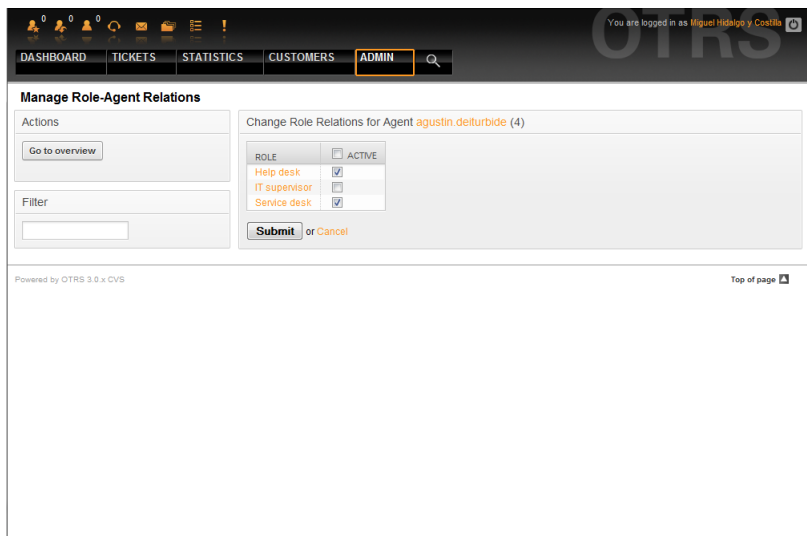 0 0 0
You are logged in as Miguel Hidalgo y Costilla
OTRS
DASHBOARD TICKETS STATISTICS CUSTOMERS ADMIN
Manage Role-Agent Relations
Actions
Go to overview
Filter
Change Role Relations for Agent agustin.deiturbide (4)
ROLE ACTIVE
Help desk
IT supervisor
Service desk
Submit or Cancel
Powered by OTRS 3.0.x CVS
Top of page